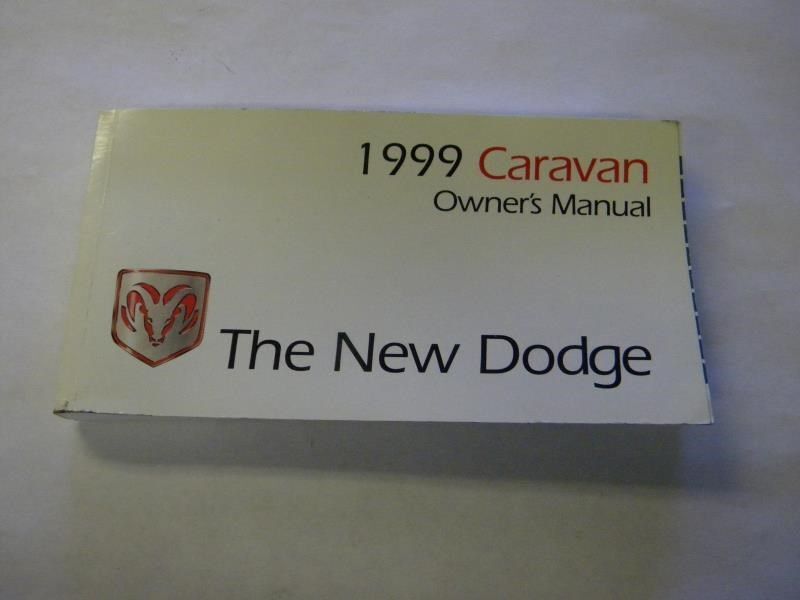 1999 Caravan
Owner's Manual
The New Dodge